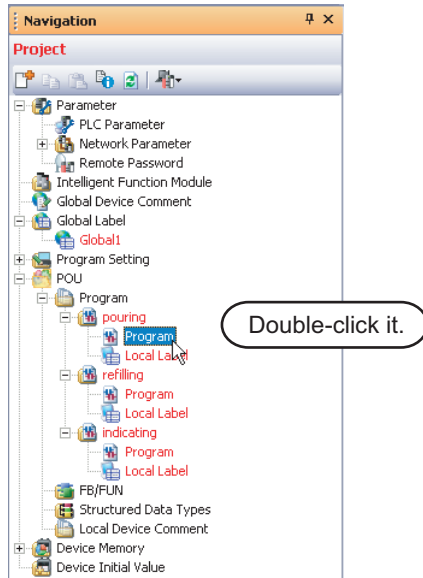 Navigation
Project
Parameter
PLC Parameter
Network Parameter
Remote Password
Intelligent Function Module
Global Device Comment
Global Label
Global1
Program Setting
POU
Program
pouring
Program
Double-click it.
Local Label
refilling
Program
Local Label
indicating
Program
Local Label
FB/FUN
Structured Data Types
Local Device Comment
Device Memory
Device Initial Value